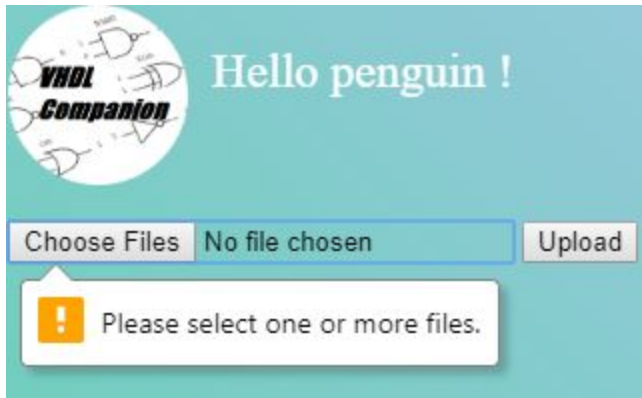 VHDL
Companion
Hello penguin !
Choose Files No file chosen Upload
Please select one or more files.